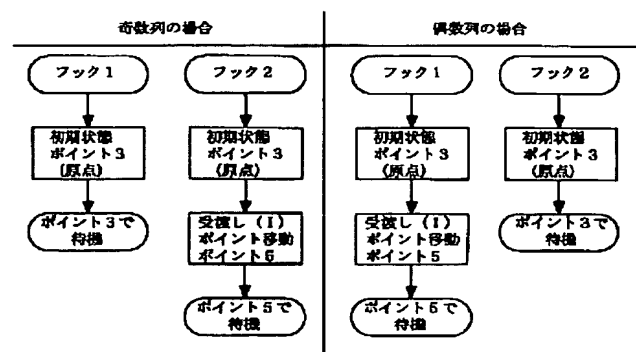 奇数列の場合
フック1
初期状態
ポイント3
(原点)
ポイント3で
待機
フック2
初期状態
ポイント3
(原点)
受渡し(I)
ポイント移動
ポイント5
ポイント5で
待機
偶数列の場合
フック1
初期状態
ポイント3
(原点)
受渡し(I)
ポイント移動
ポイント5
ポイント5で
待機
フック2
初期状態
ポイント3
(原点)
ポイント3で
待機